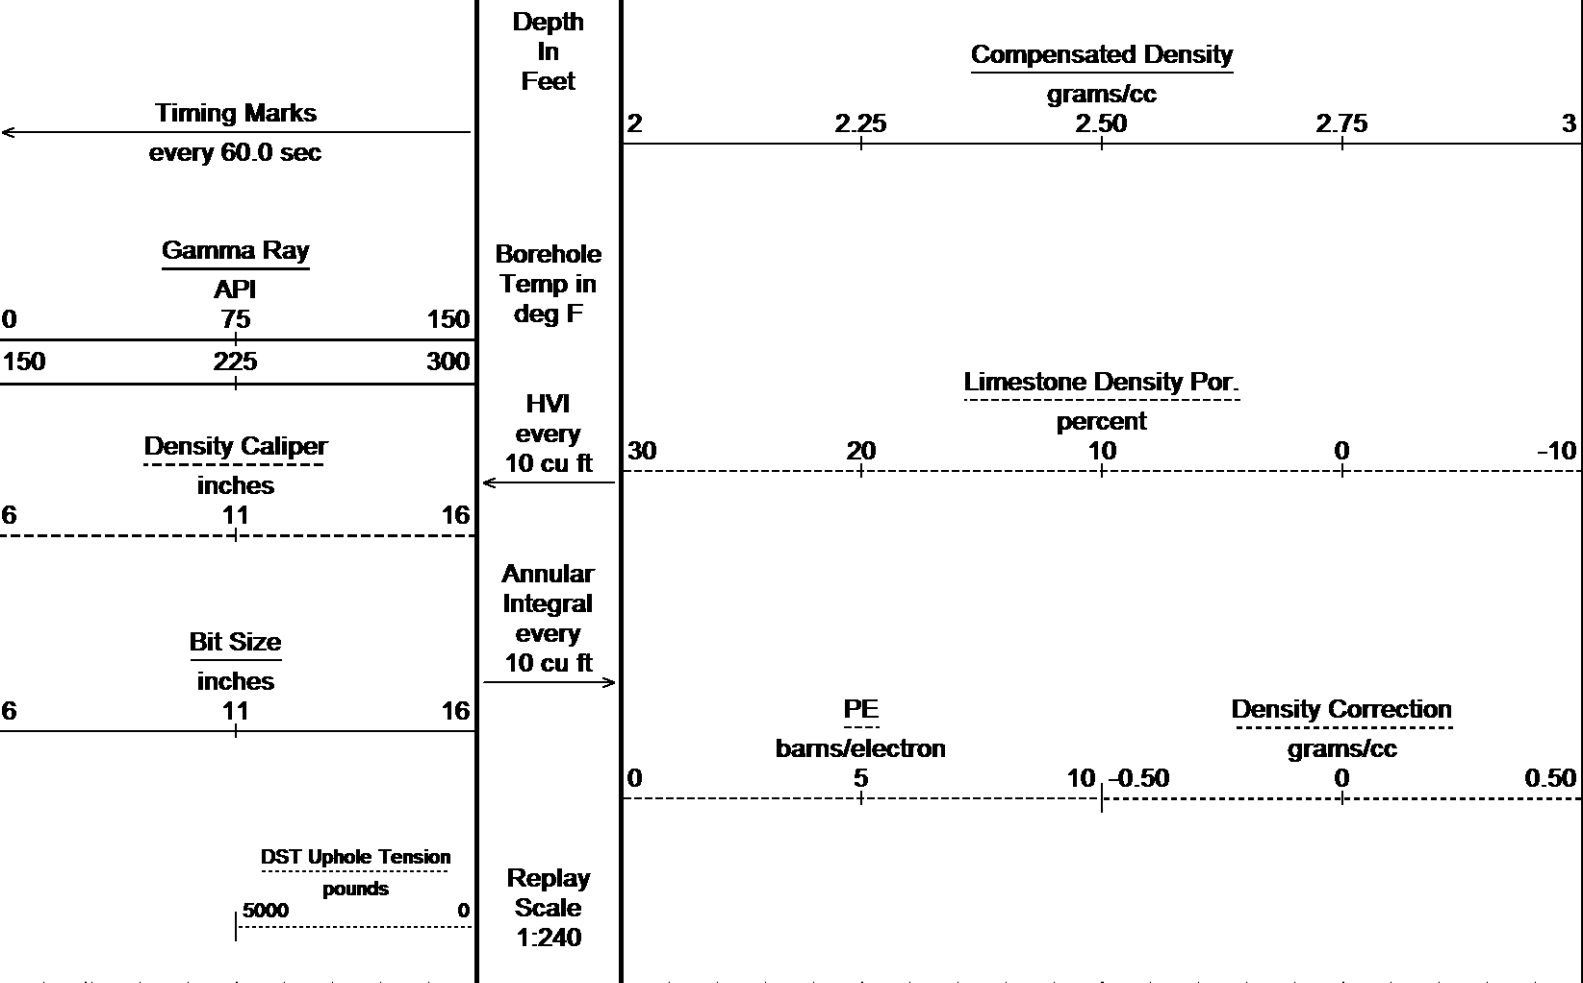 Timing Marks
every 60.0 sec
Gamma Ray
API
0 75 150
150 225 300
Density Caliper
inches
6 11 16
Bit Size
inches
6 11 16
DST Uphole Tension
pounds
5000 0
Depth
In
Feet
Borehole
Temp in
deg F
HVI
every
10 cu ft
Annular
Integral
every
10 cu ft
Replay
Scale
1:240
Compensated Density
grams/cc
2 2.25 2.50 2.75 3
Limestone Density Por.
percent
30 20 10 0 -10
PE
barns/electron
0 5 10
Density Correction
grams/cc
-0.50 0 0.50